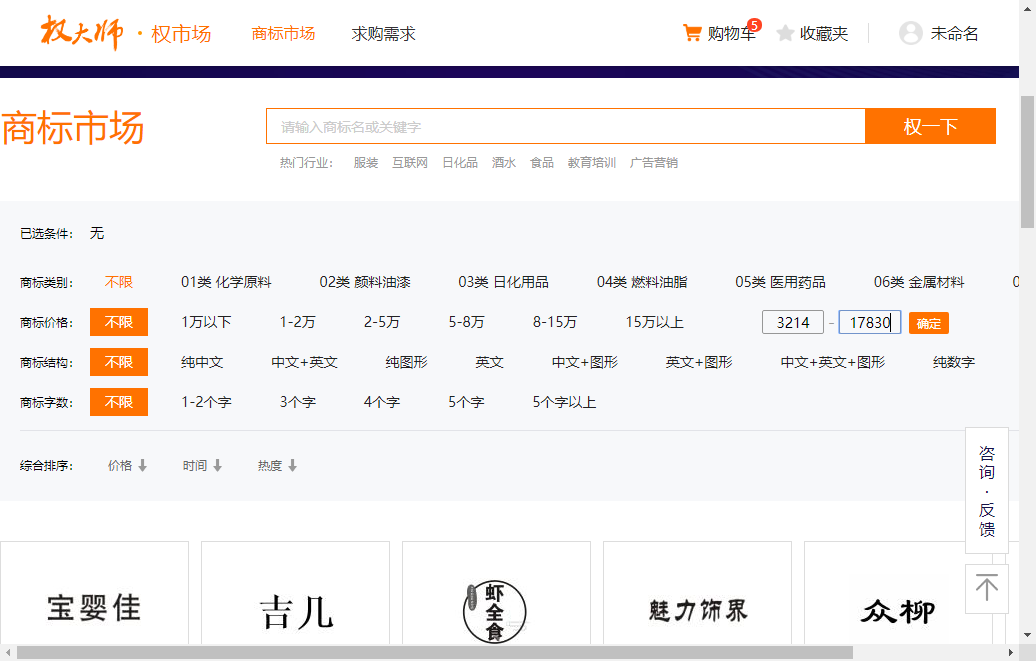 权大师 · 权市场 商标市场 求购需求 购物车 5 收藏夹 未命名
商标市场 请输入商标名或关键字 权一下
热门行业： 服装 互联网 日化品 酒水 食品 教育培训 广告营销
已选条件： 无
商标类别： 不限 01类 化学原料 02类 颜料油漆 03类 日化用品 04类 燃料油脂 05类 医用药品 06类 金属材料 0
商标价格： 不限 1万以下 1-2万 2-5万 5-8万 8-15万 15万以上 3214 - 17830 确定
商标结构： 不限 纯中文 中文+英文 纯图形 英文 中文+图形 英文+图形 中文+英文+图形 纯数字
商标字数： 不限 1-2个字 3个字 4个字 5个字 5个字以上
综合排序： 价格 时间 热度
咨询·反馈
宝婴佳 吉儿 虾全食 魅力饰界 众柳